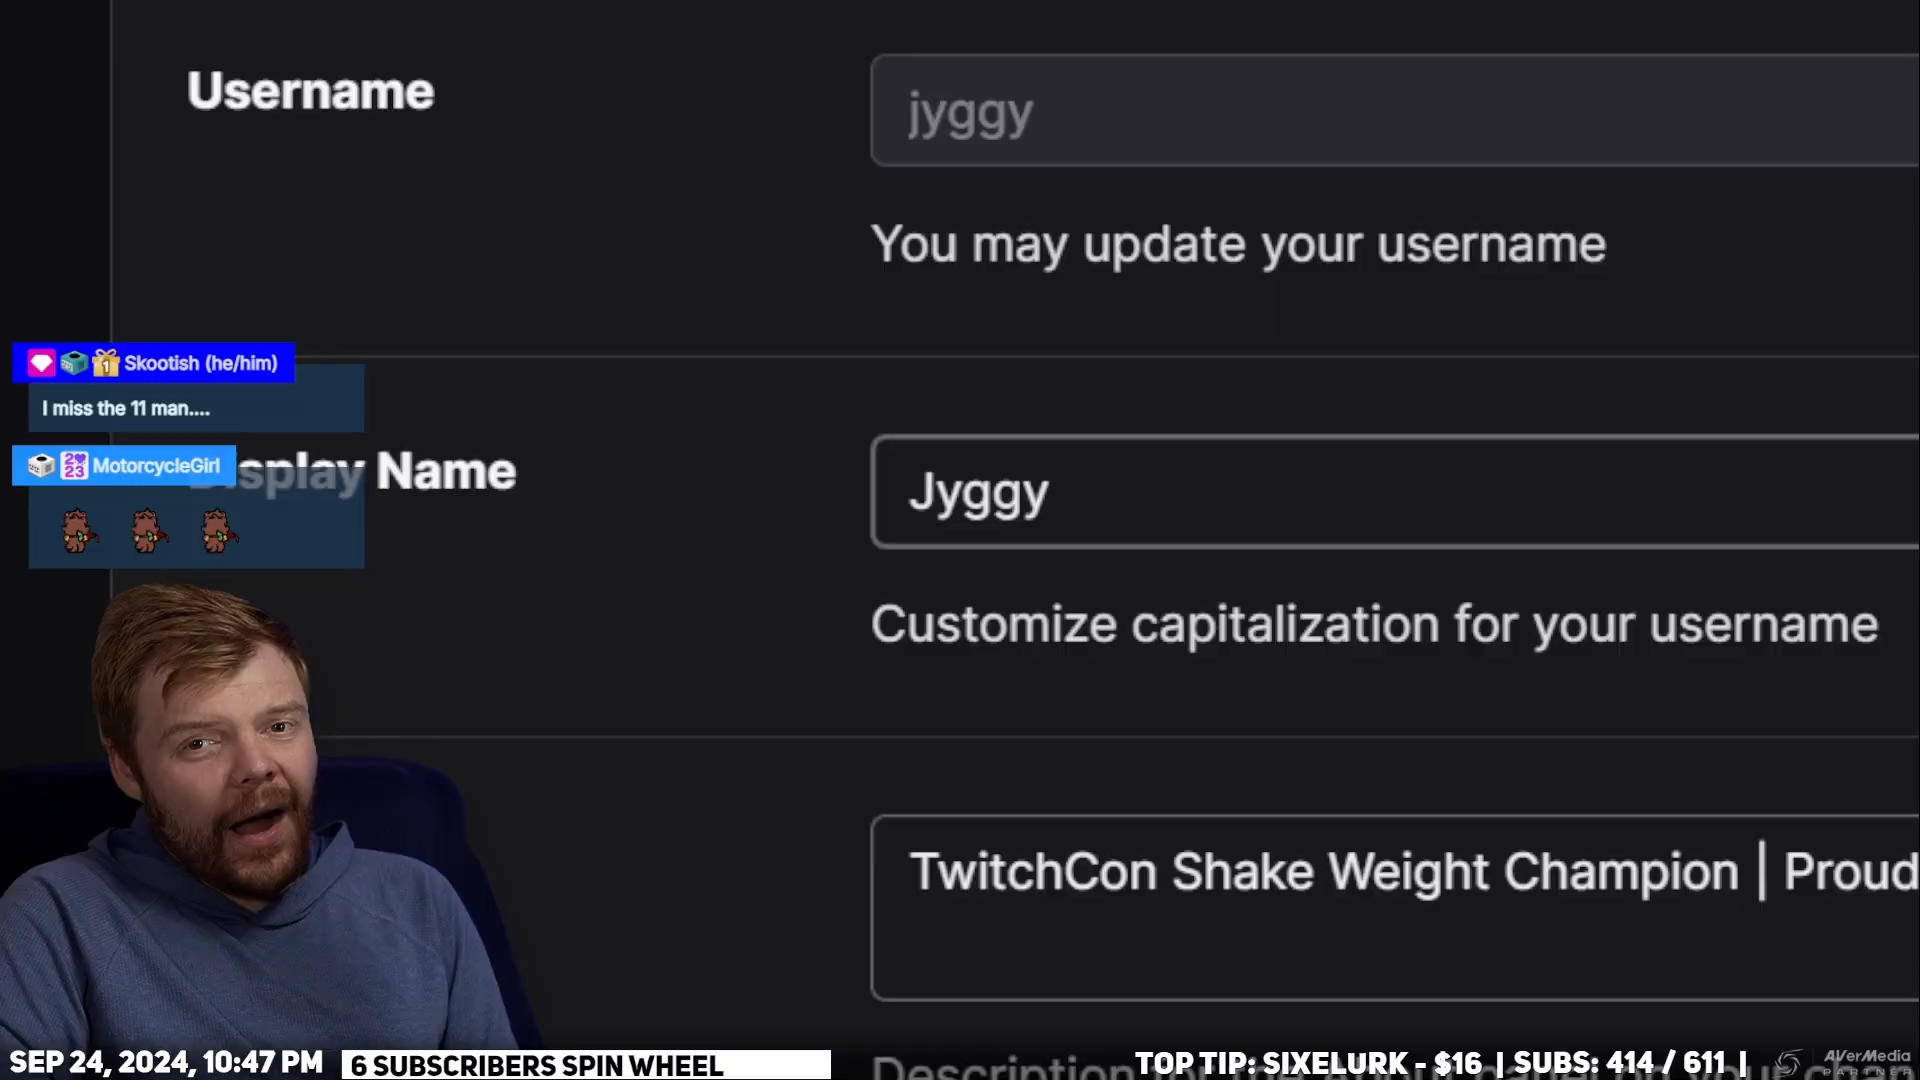 Username
jyggy
You may update your username
Skootish (he/him)
I miss the 11 man....
MotorcycleGirl
Display Name
Jyggy
Customize capitalization for your username
TwitchCon Shake Weight Champion | Proud
SEP 24, 2024, 10:47 PM
6 SUBSCRIBERS SPIN WHEEL
TOP TIP: SIXELURK - $16 | SUBS: 414 / 611 |
AVerMedia
PARTNER